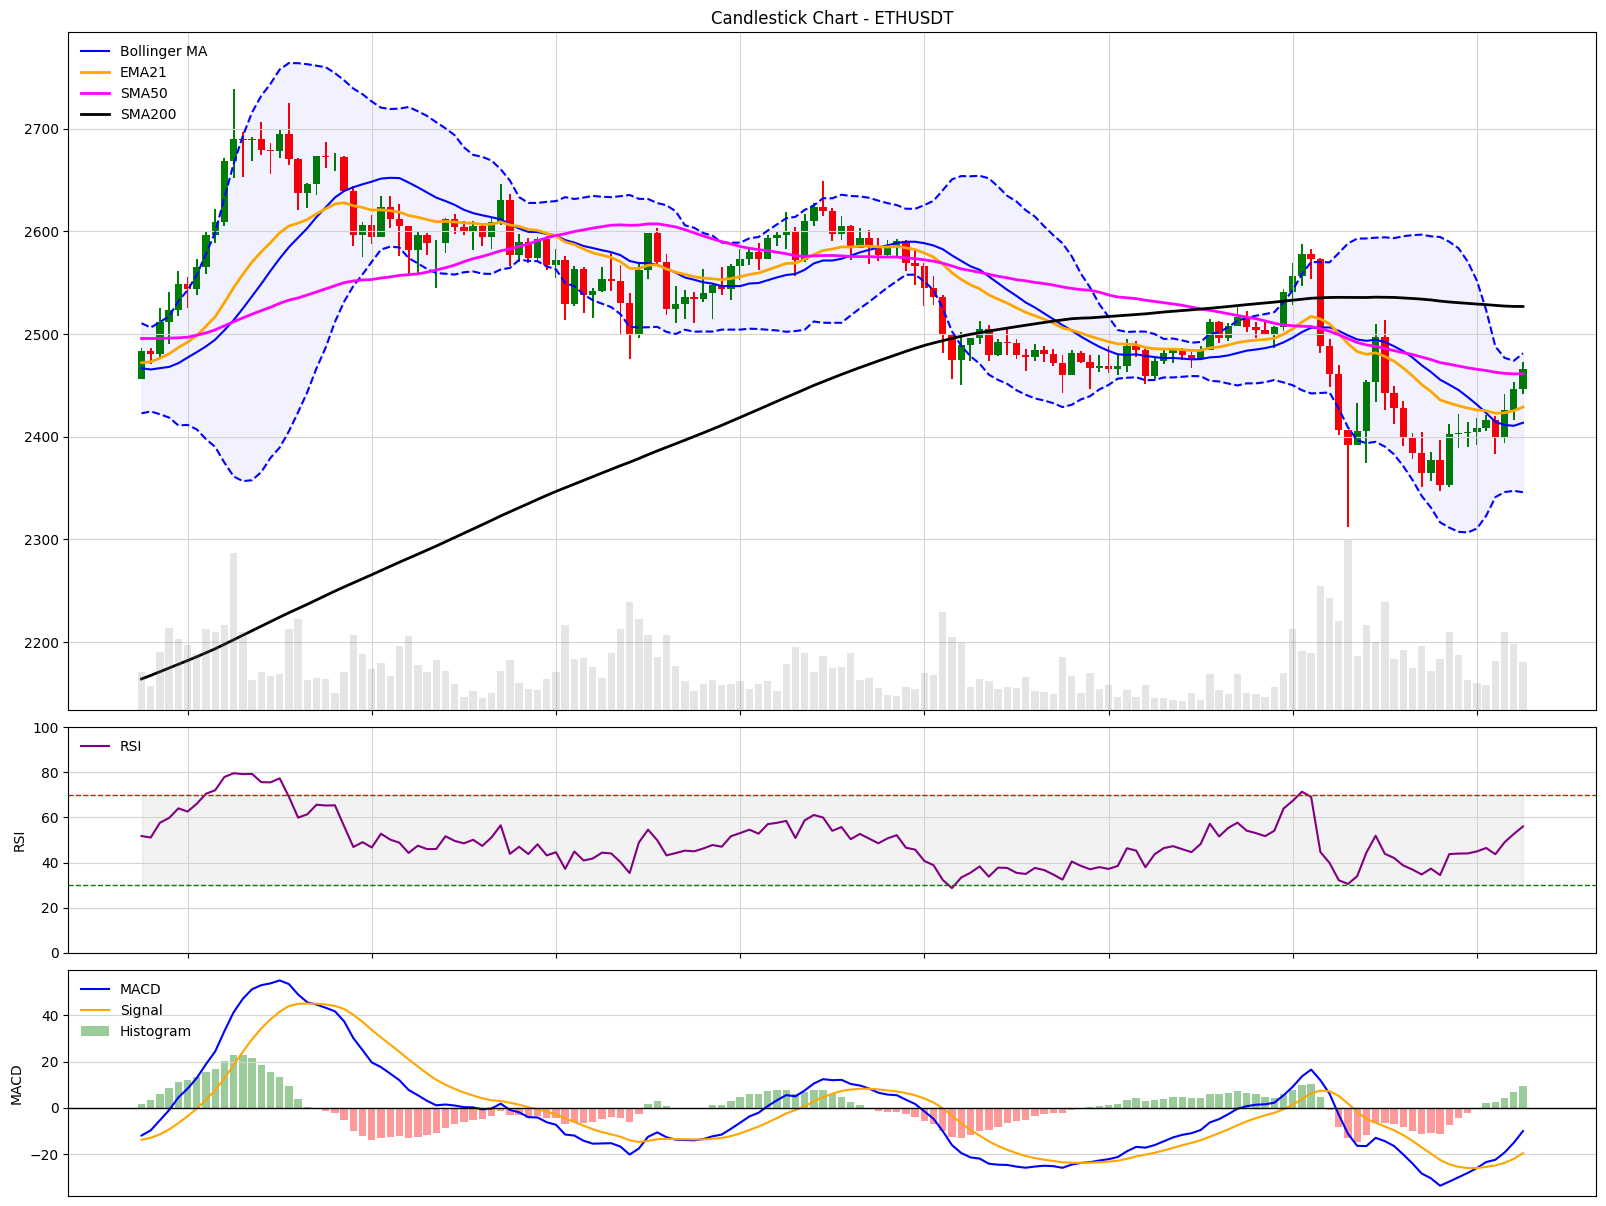 Candlestick Chart - ETHUSDT
Bollinger MA
EMA21
SMA50
SMA200
2700
2600
2500
2400
2300
2200
100
80
60
40
20
0
RSI
RSI
40
20
0
−20
MACD
MACD
Signal
Histogram